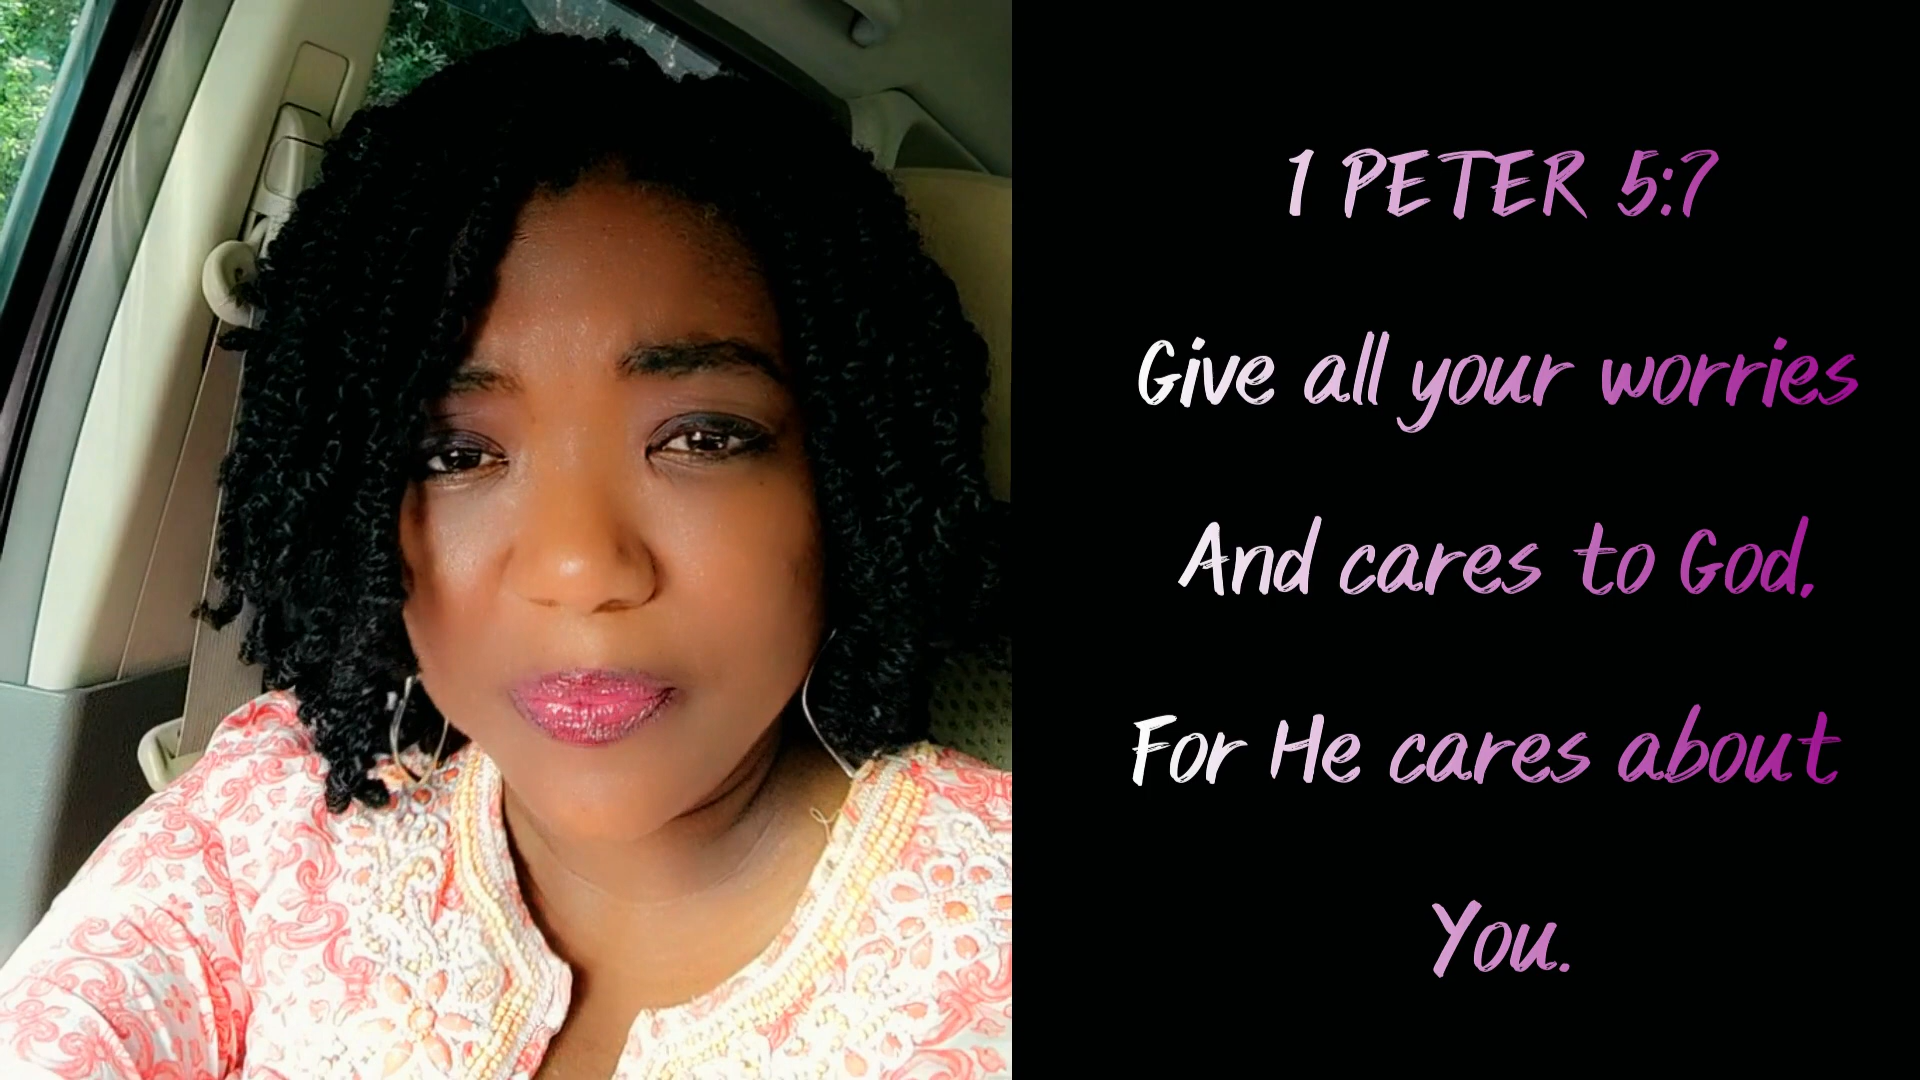 1 PETER 5:7
Give all your worries
And cares to God,
For He cares about
You.